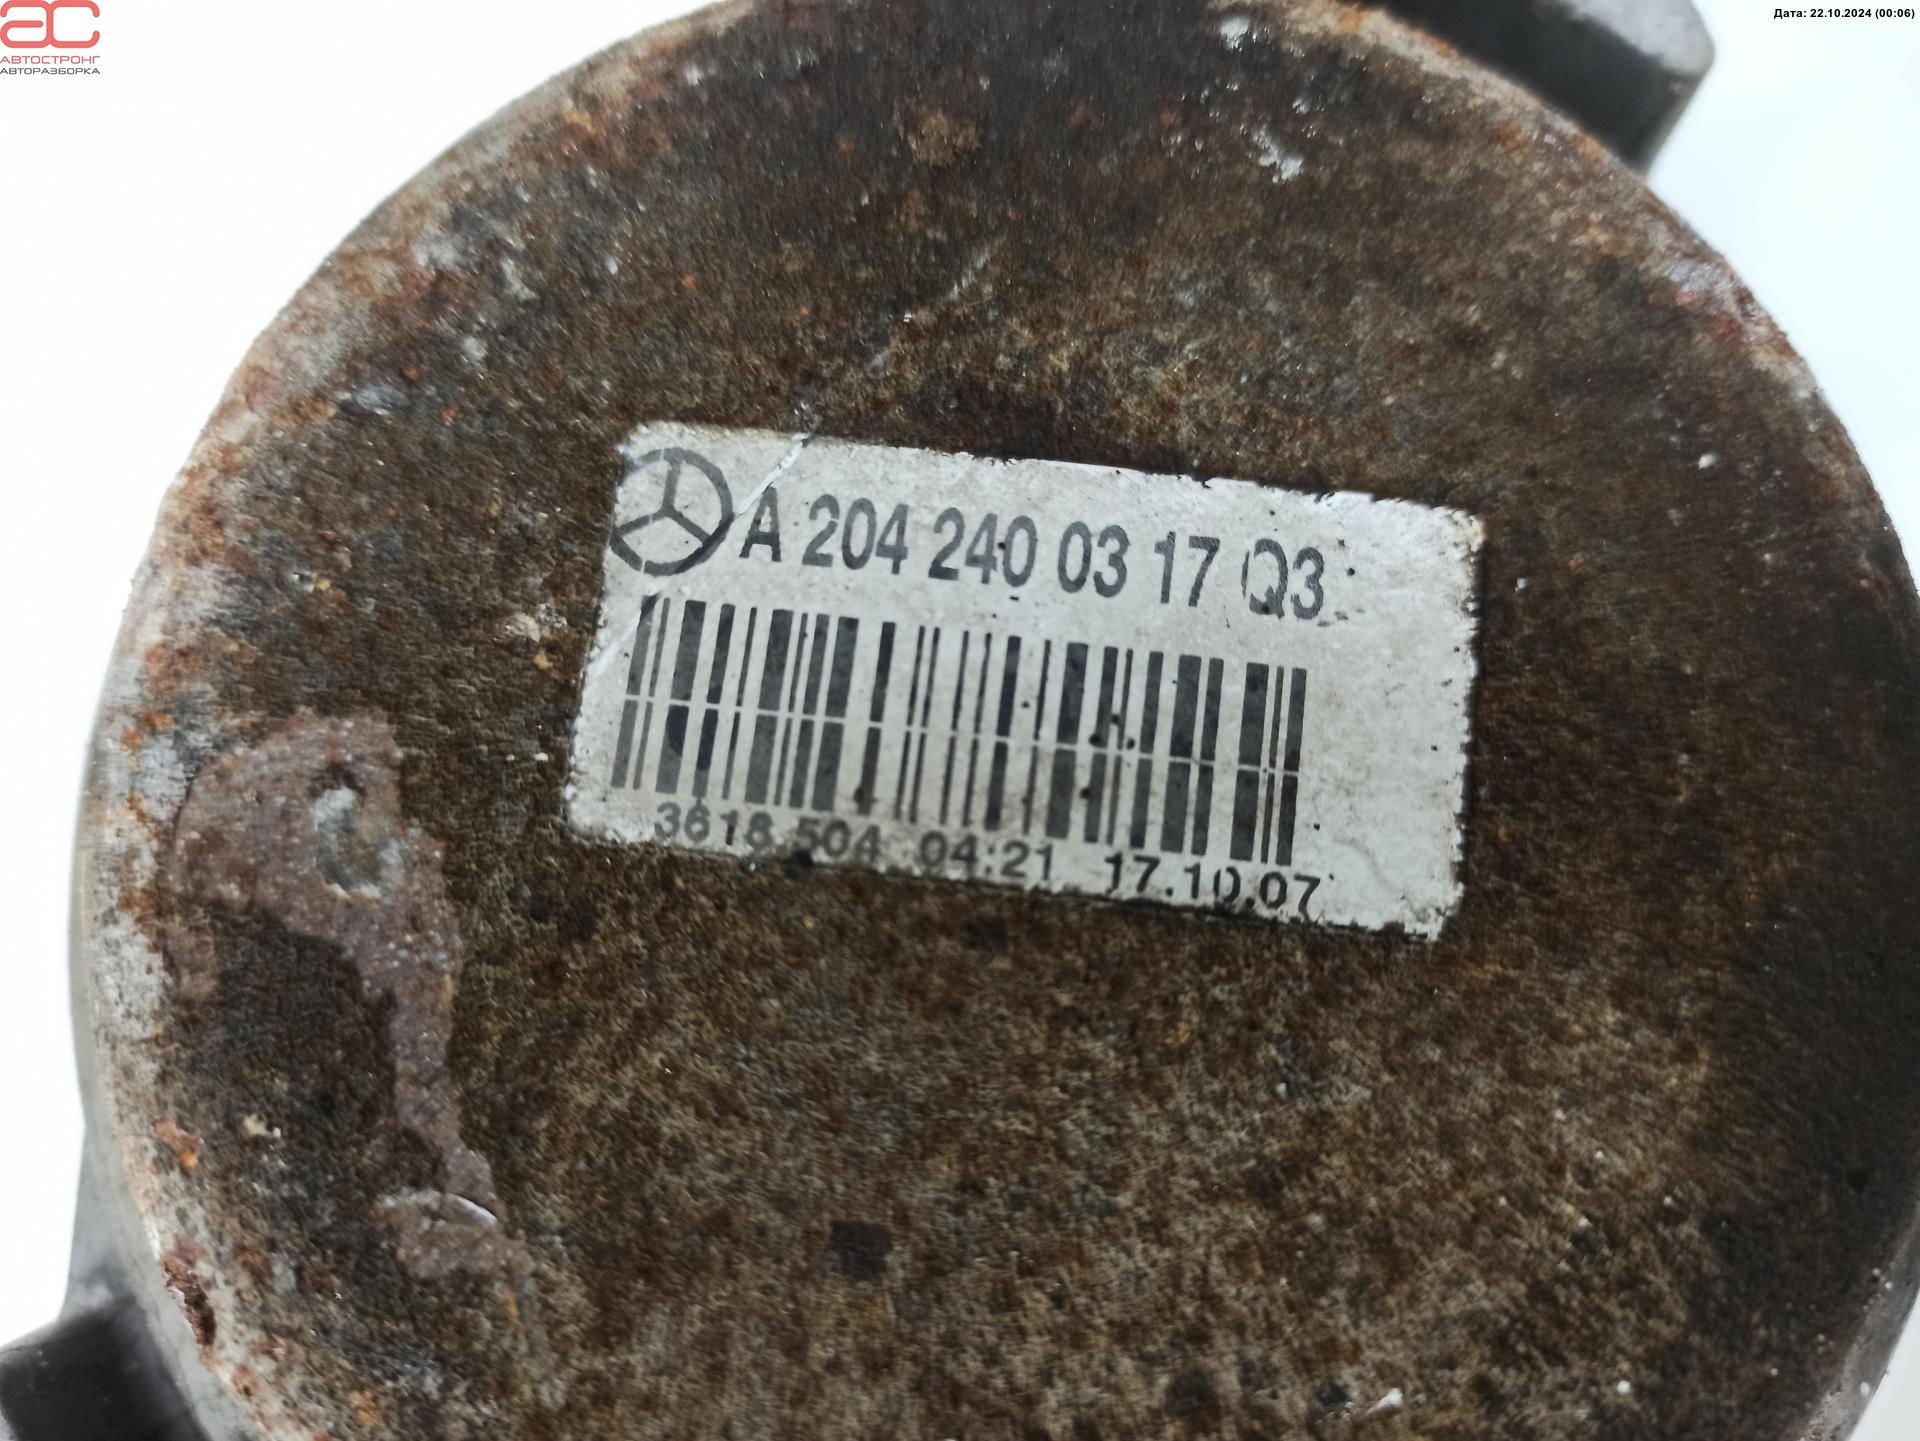 ас
АВТОСТРОНГ
АВТОРАЗБОРКА
Дата: 22.10.2024 (00:06)
A 204 240 03 17 Q3
3618 504 04:21 17.10.07